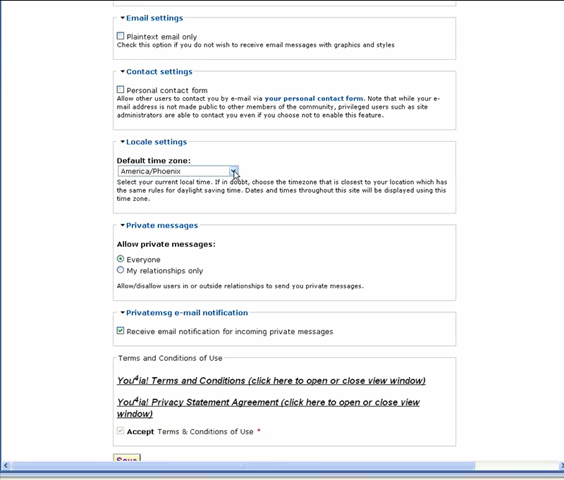 Email settings
Plaintext email only
Check this option if you do not wish to receive email messages with graphics and styles
Contact settings
Personal contact form
Allow other users to contact you by e-mail via your personal contact form. Note that while your e-
mail address is not made public to other members of the community, privileged users such as site
administrators are able to contact you even if you choose not to enable this feature.
Locale settings
Default time zone:
America/Phoenix
Select your current local time. If in doubt, choose the timezone that is closest to your location which has
the same rules for daylight saving time. Dates and times throughout this site will be displayed using this
time zone.
Private messages
Allow private messages:
Everyone
My relationships only
Allow/disallow users in or outside relationships to send you private messages.
Privatemsg e-mail notification
Receive email notification for incoming private messages
Terms and Conditions of Use
You4ia! Terms and Conditions (click here to open or close view window)
You4ia! Privacy Statement Agreement (click here to open or close view
window)
Accept Terms & Conditions of Use *
Save